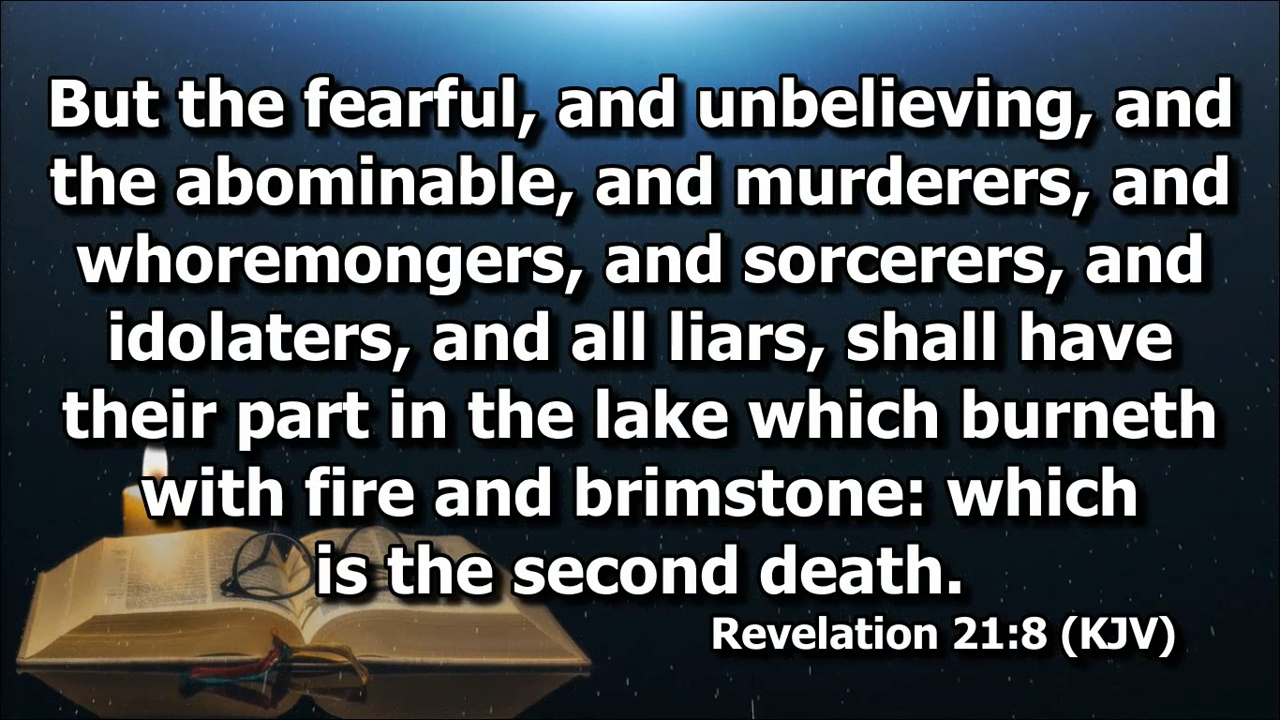 But the fearful, and unbelieving, and
the abominable, and murderers, and
whoremongers, and sorcerers, and
idolaters, and all liars, shall have
their part in the lake which burneth
with fire and brimstone: which
is the second death.
Revelation 21:8 (KJV)